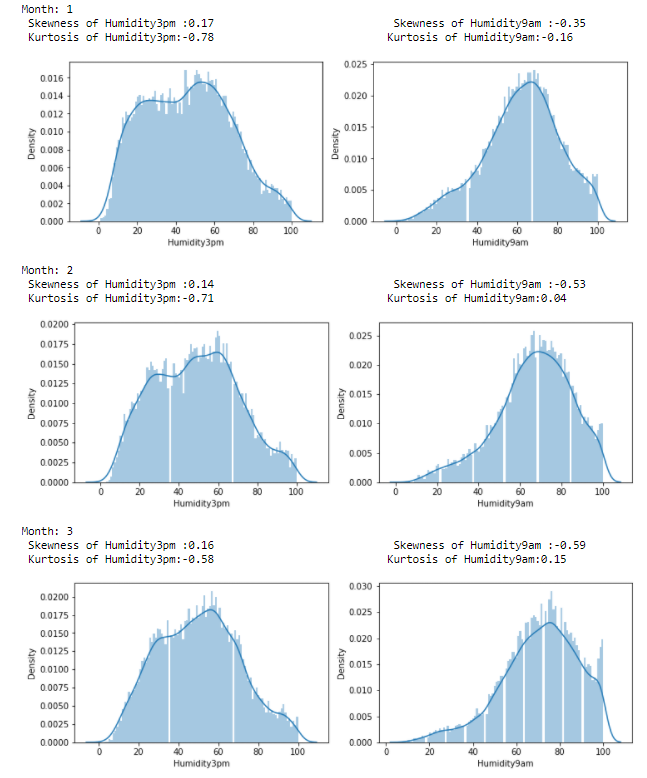 Month: 1
Skewness of Humidity3pm :0.17 Skewness of Humidity9am :-0.35
Kurtosis of Humidity3pm:-0.78 Kurtosis of Humidity9am:-0.16
0.016
0.014
0.012
0.010
0.008
0.006
0.004
0.002
0.000
Density
0 20 40 60 80 100
Humidity3pm
0.025
0.020
0.015
0.010
0.005
0.000
Density
0 20 40 60 80 100
Humidity9am
Month: 2
Skewness of Humidity3pm :0.14 Skewness of Humidity9am :-0.53
Kurtosis of Humidity3pm:-0.71 Kurtosis of Humidity9am:0.04
0.0200
0.0175
0.0150
0.0125
0.0100
0.0075
0.0050
0.0025
0.0000
Density
0 20 40 60 80 100
Humidity3pm
0.025
0.020
0.015
0.010
0.005
0.000
Density
0 20 40 60 80 100
Humidity9am
Month: 3
Skewness of Humidity3pm :0.16 Skewness of Humidity9am :-0.59
Kurtosis of Humidity3pm:-0.58 Kurtosis of Humidity9am:0.15
0.0200
0.0175
0.0150
0.0125
0.0100
0.0075
0.0050
0.0025
0.0000
Density
0 20 40 60 80 100
Humidity3pm
0.030
0.025
0.020
0.015
0.010
0.005
0.000
Density
0 20 40 60 80 100
Humidity9am